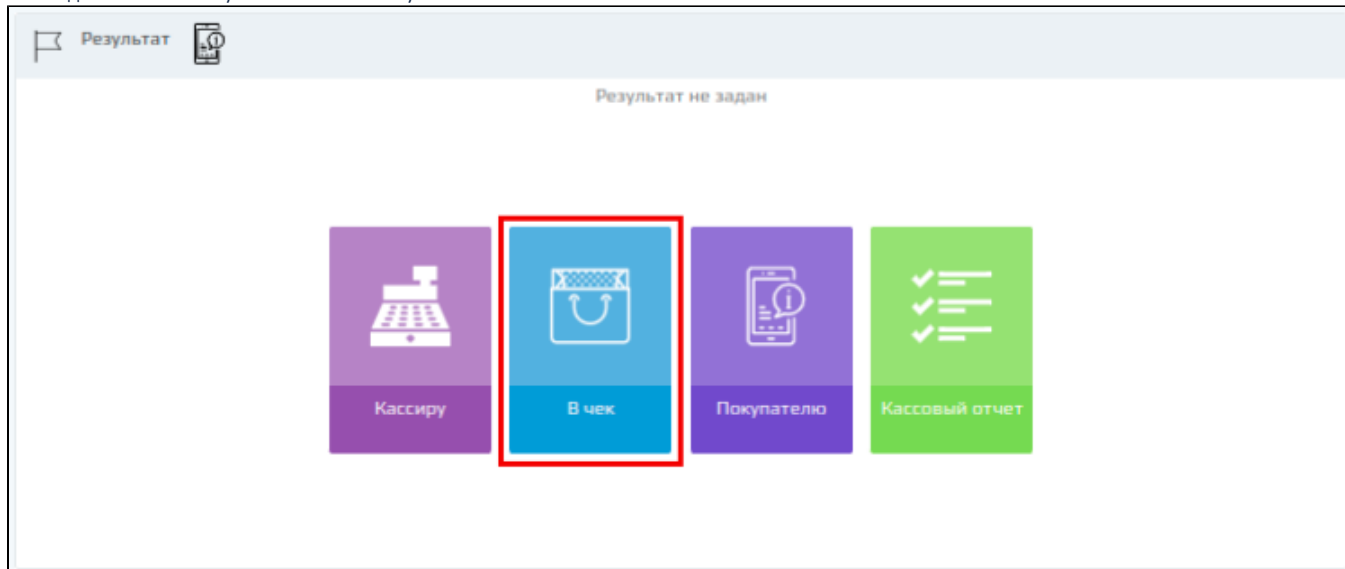 Результат
Результат не задан
Кассиру
В чек
Покупателю
Кассовый отчет